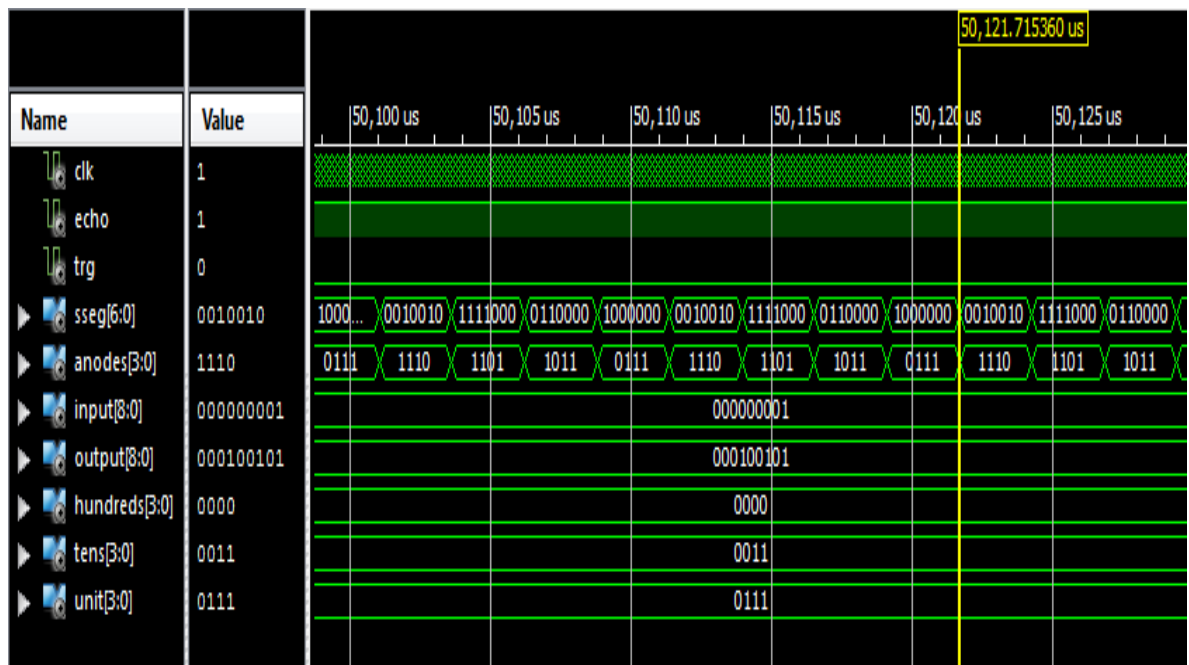 50,121.715360 us
Name Value 50,100 us 50,105 us 50,110 us 50,115 us 50,120 us 50,125 us
clk 1
echo 1
trg 0
sseg[6:0] 0010010 1000... 0010010 1111000 0110000 1000000 0010010 1111000 0110000 1000000 0010010 1111000 0110000
anodes[3:0] 1110 0111 1110 1101 1011 0111 1110 1101 1011 0111 1110 1101 1011
input[8:0] 000000001 000000001
output[8:0] 000100101 000100101
hundreds[3:0] 0000 0000
tens[3:0] 0011 0011
unit[3:0] 0111 0111